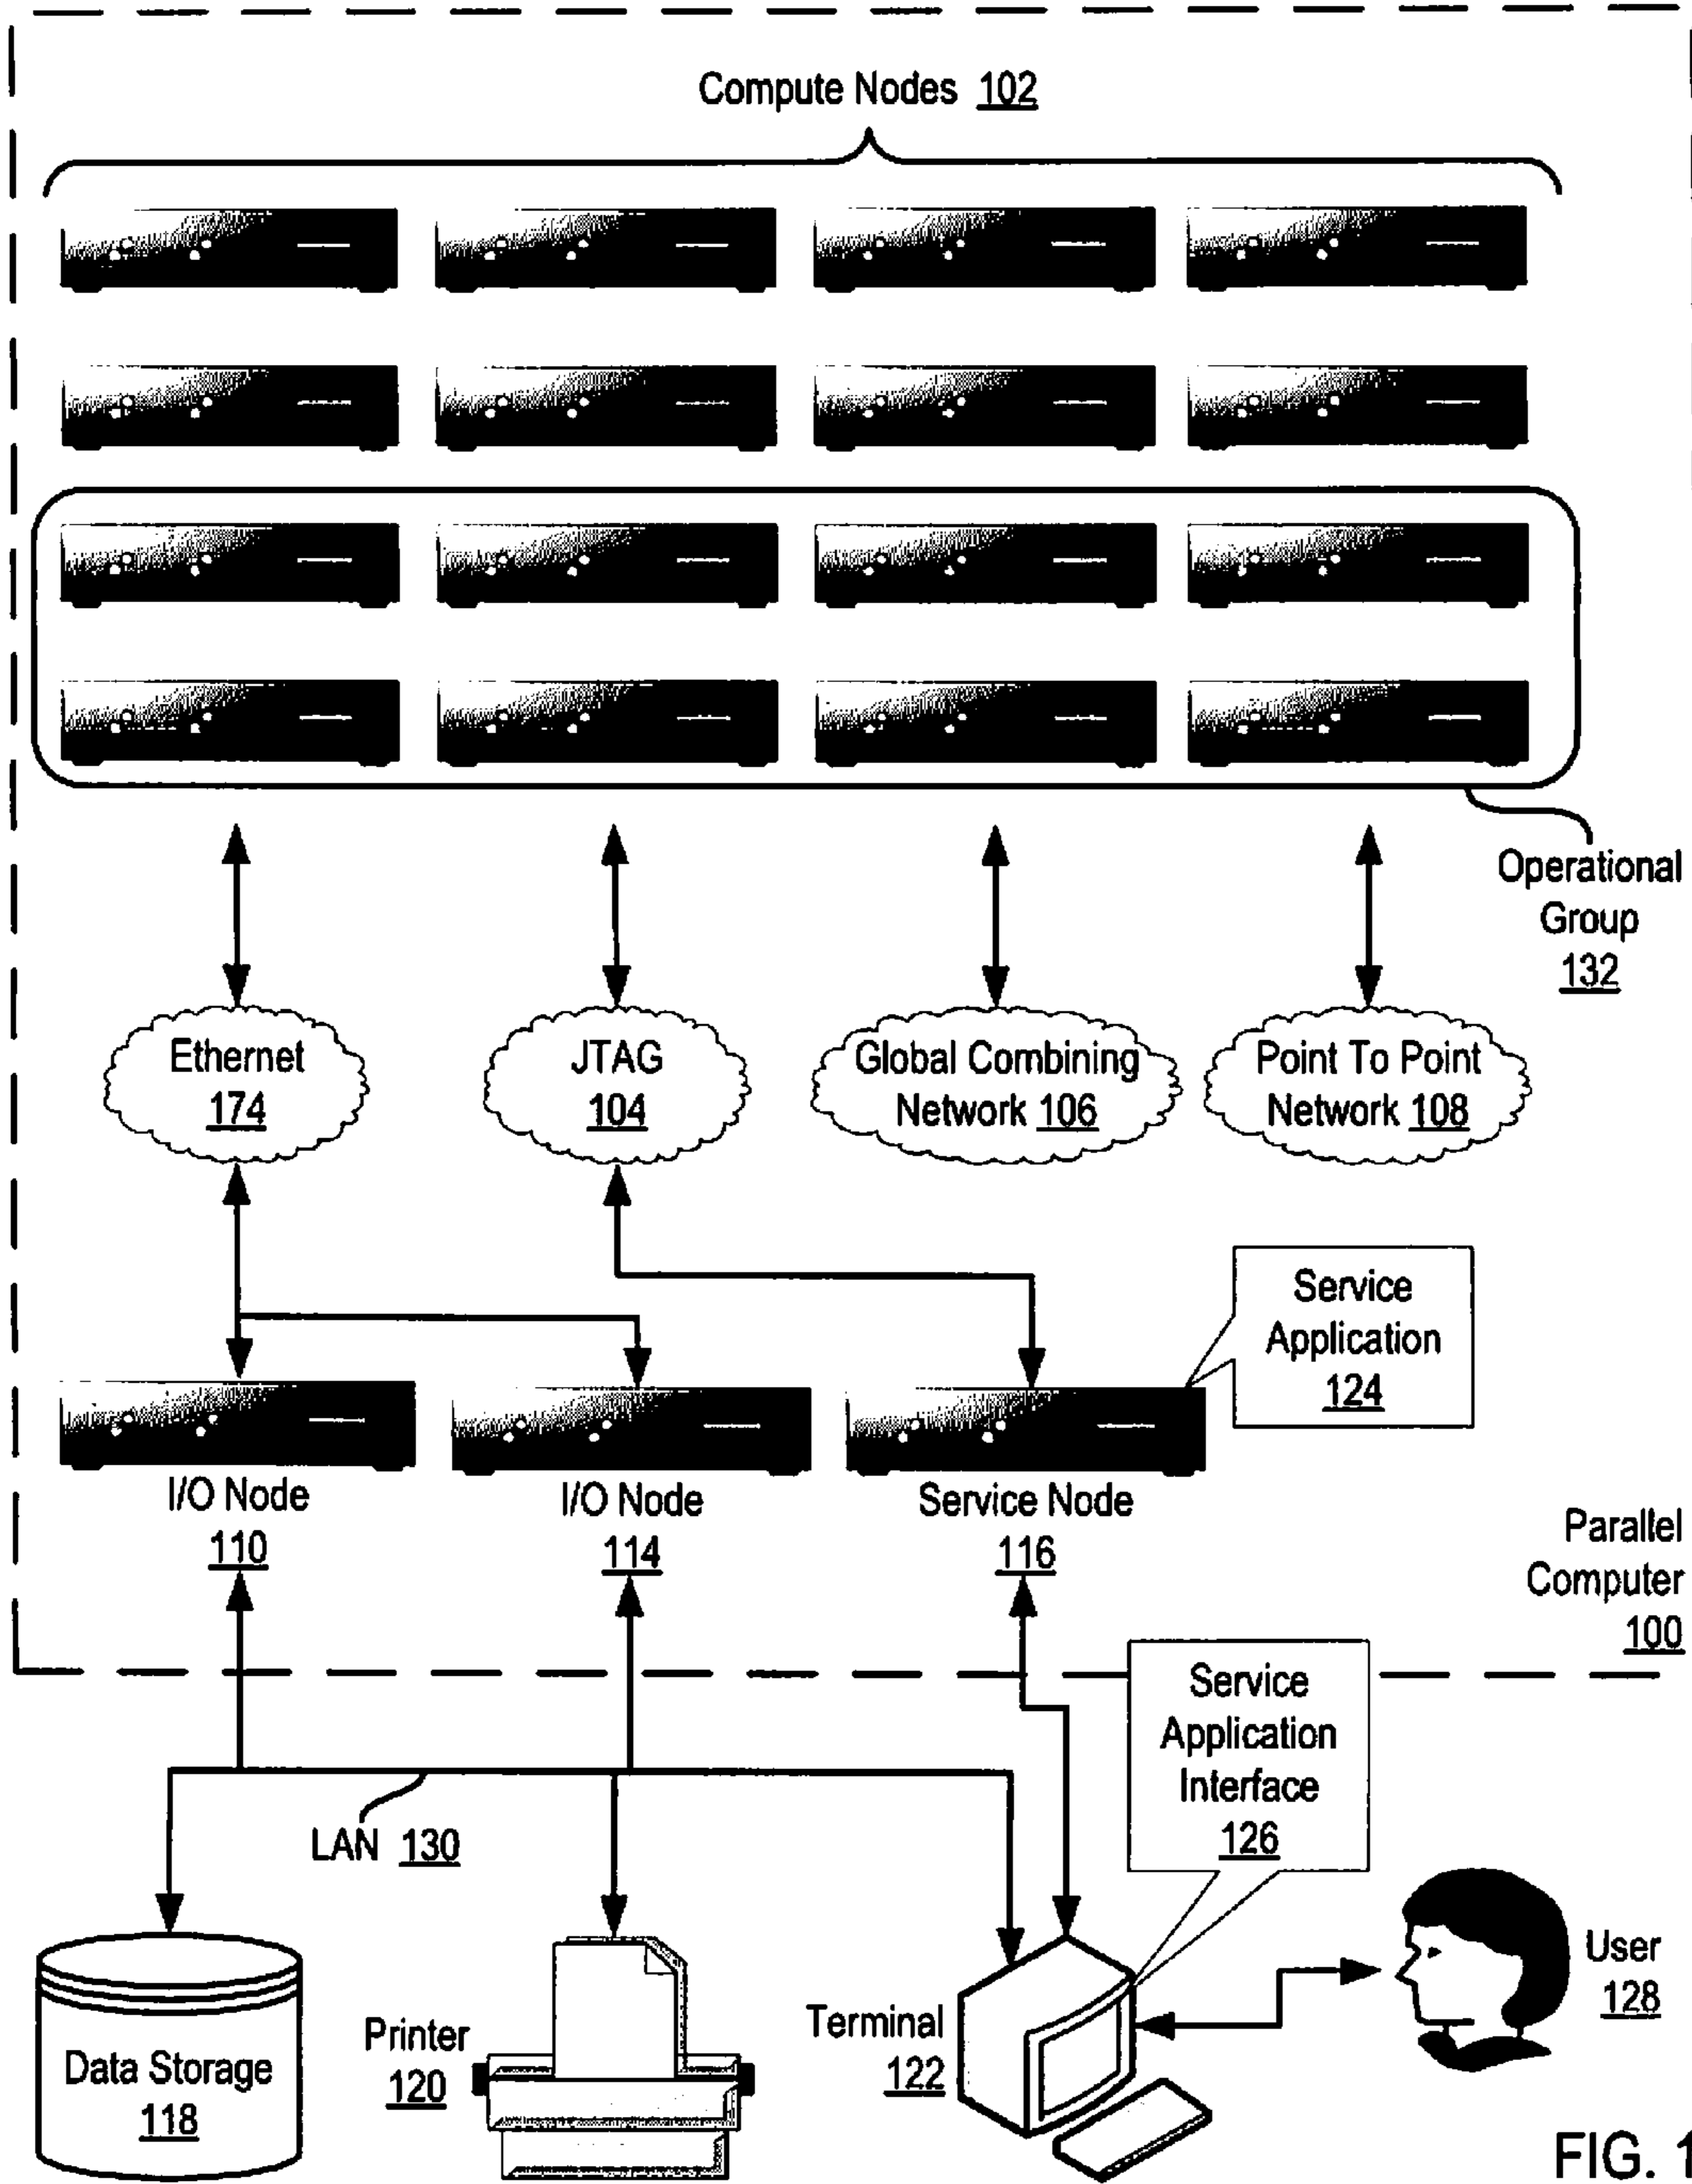 Compute Nodes 102
Operational
Group
132
Ethernet
174
JTAG
104
Global Combining
Network 106
Point To Point
Network 108
Service
Application
124
I/O Node
110
I/O Node
114
Service Node
116
Parallel
Computer
100
Service
Application
Interface
126
LAN 130
Data Storage
118
Printer
120
Terminal
122
User
128
FIG. 1